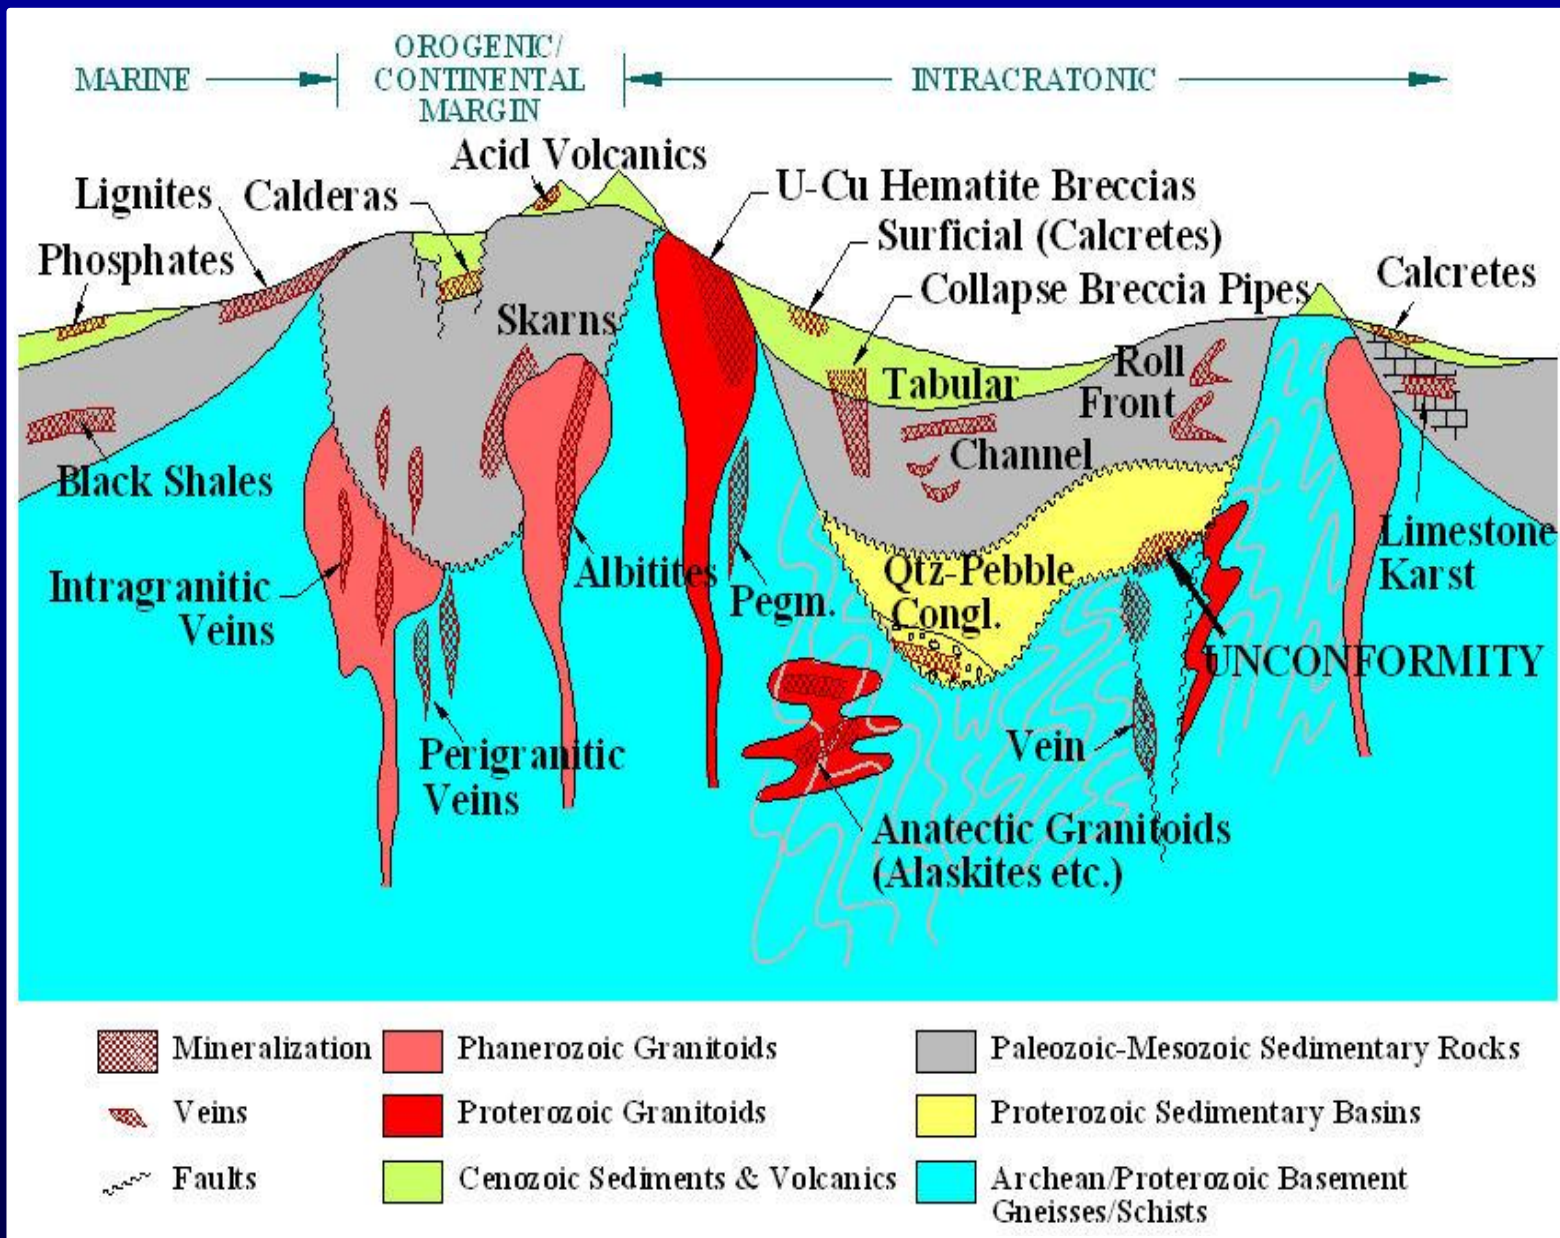 OROGENIC/
MARINE
CONTINENTAL
MARGIN
INTRACRATONIC
Acid Volcanics
Lignites
Calderas
U-Cu Hematite Breccias
Phosphates
Surficial (Calcretes)
Collapse Breccia Pipes
Calcretes
Skarns
Roll
Front
Tabular
Channel
Black Shales
Limestone
Karst
Intragranitic
Veins
Albitites
Pegm.
Qtz-Pebble
Congl.
UNCONFORMITY
Perigranitic
Veins
Vein
Anatectic Granitoids
(Alaskites etc.)
Mineralization
Phanerozoic Granitoids
Paleozoic-Mesozoic Sedimentary Rocks
Veins
Proterozoic Granitoids
Proterozoic Sedimentary Basins
Faults
Cenozoic Sediments & Volcanics
Archean/Proterozoic Basement
Gneisses/Schists